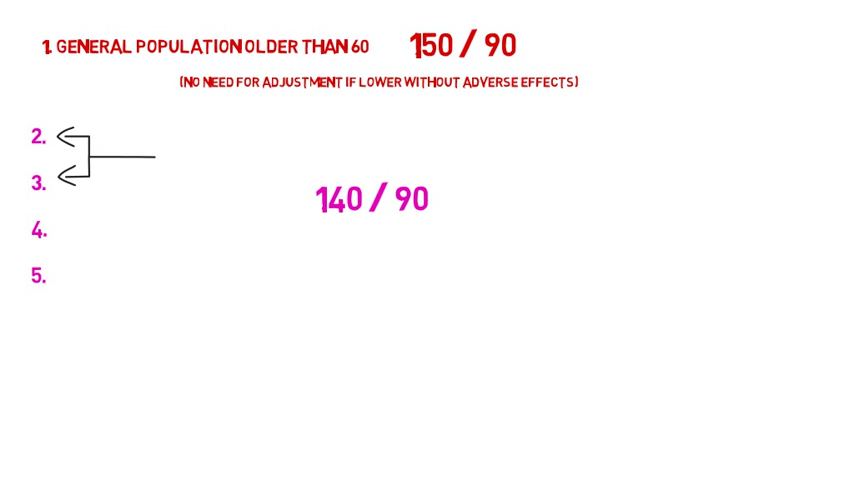 1. GENERAL POPULATION OLDER THAN 60 150 / 90
(NO NEED FOR ADJUSTMENT IF LOWER WITHOUT ADVERSE EFFECTS)
2.
3.
140 / 90
4.
5.